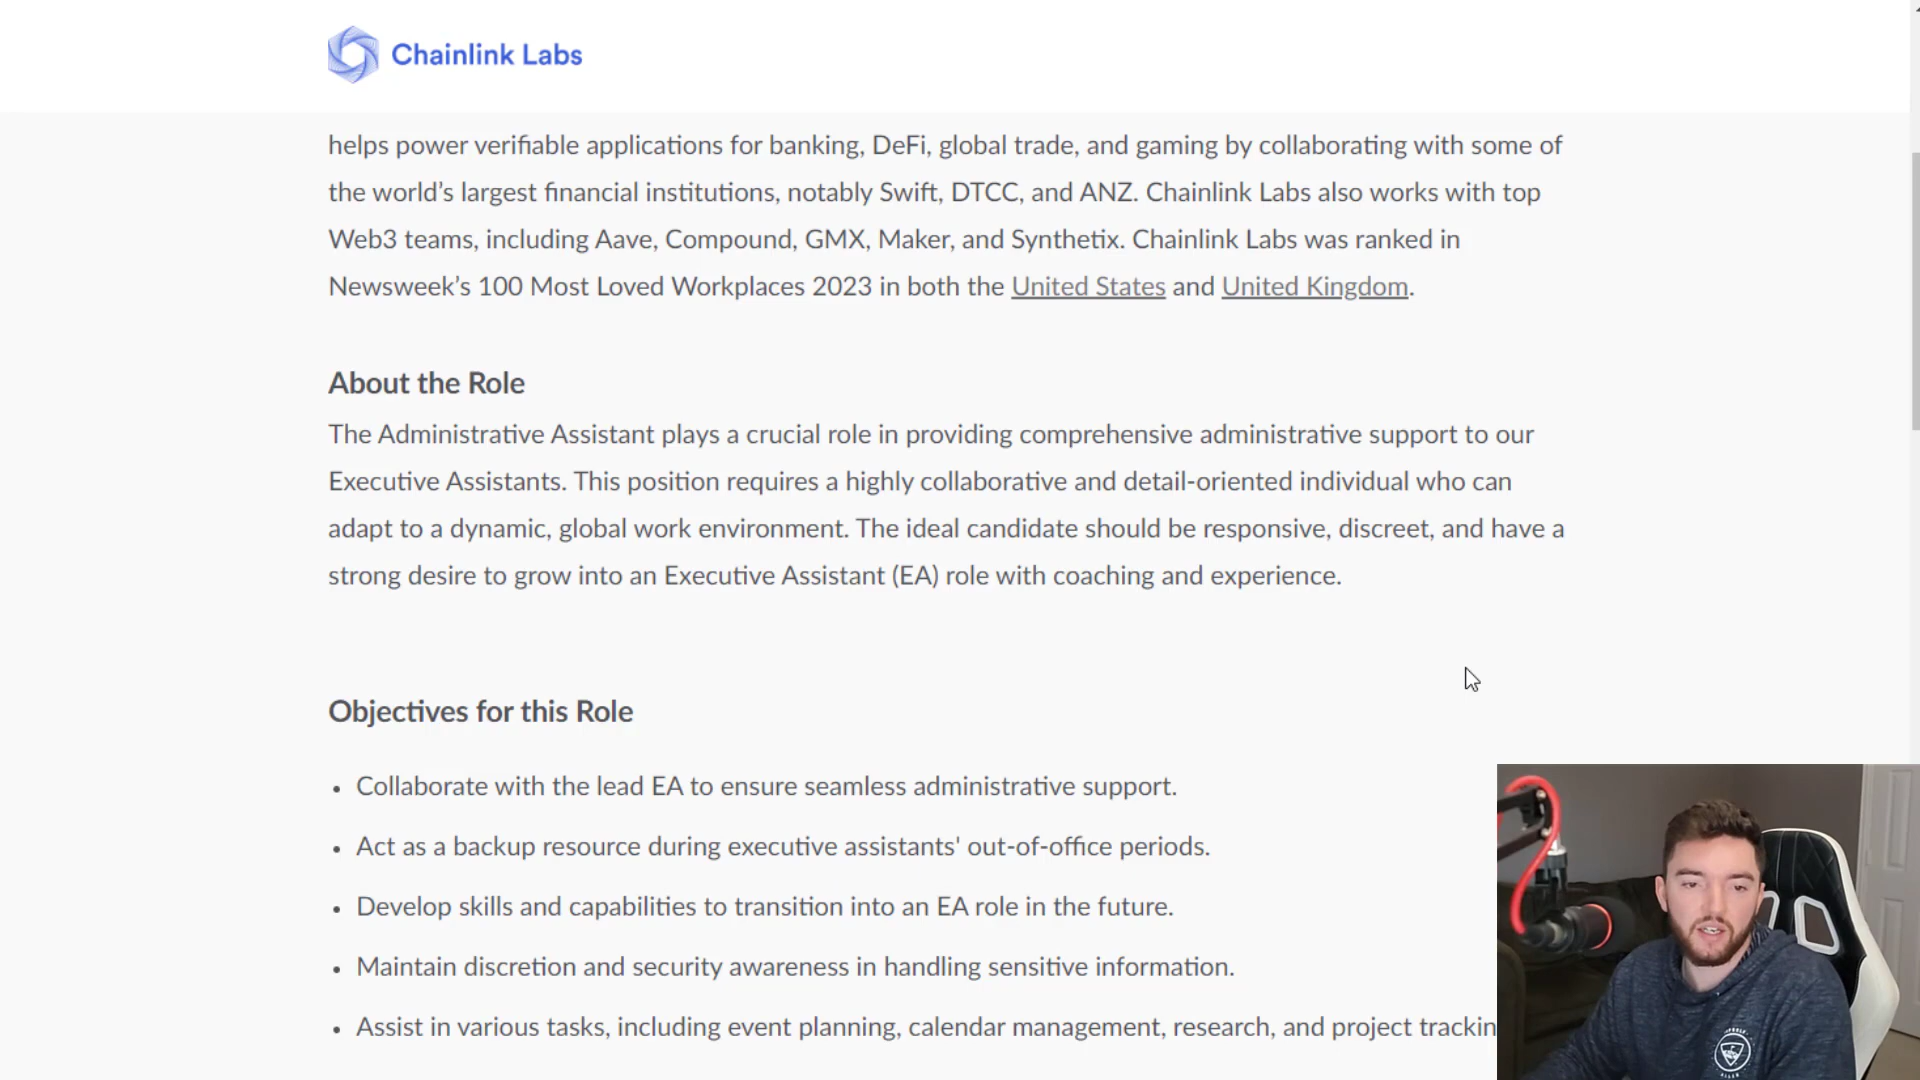 Chainlink Labs
helps power verifiable applications for banking, DeFi, global trade, and gaming by collaborating with some of
the world’s largest financial institutions, notably Swift, DTCC, and ANZ. Chainlink Labs also works with top
Web3 teams, including Aave, Compound, GMX, Maker, and Synthetix. Chainlink Labs was ranked in
Newsweek’s 100 Most Loved Workplaces 2023 in both the United States and United Kingdom.
About the Role
The Administrative Assistant plays a crucial role in providing comprehensive administrative support to our
Executive Assistants. This position requires a highly collaborative and detail-oriented individual who can
adapt to a dynamic, global work environment. The ideal candidate should be responsive, discreet, and have a
strong desire to grow into an Executive Assistant (EA) role with coaching and experience.
Objectives for this Role
• Collaborate with the lead EA to ensure seamless administrative support.
• Act as a backup resource during executive assistants' out-of-office periods.
• Develop skills and capabilities to transition into an EA role in the future.
• Maintain discretion and security awareness in handling sensitive information.
• Assist in various tasks, including event planning, calendar management, research, and project trackin